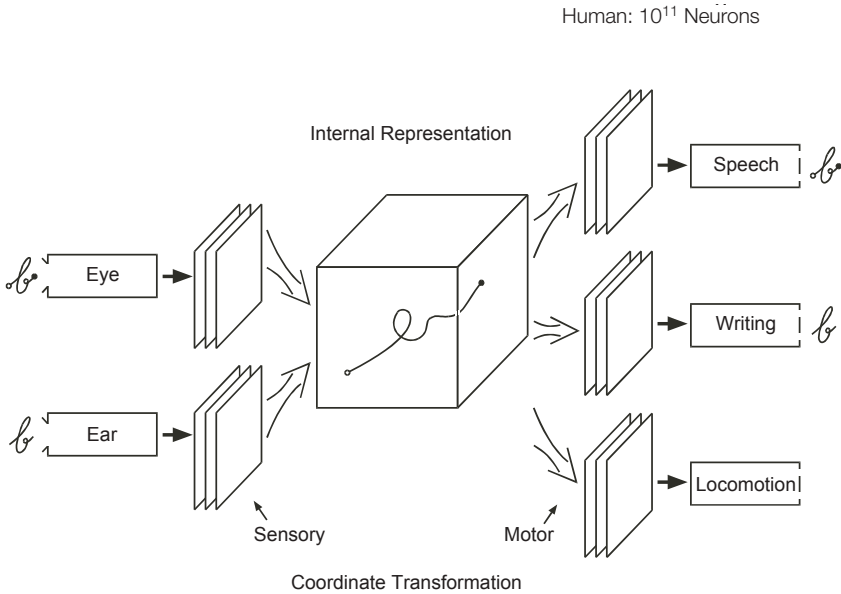 Human: 10¹¹ Neurons
Internal Representation
Speech
b
b
Eye
Writing
b
b
Ear
Locomotion
Sensory
Motor
Coordinate Transformation